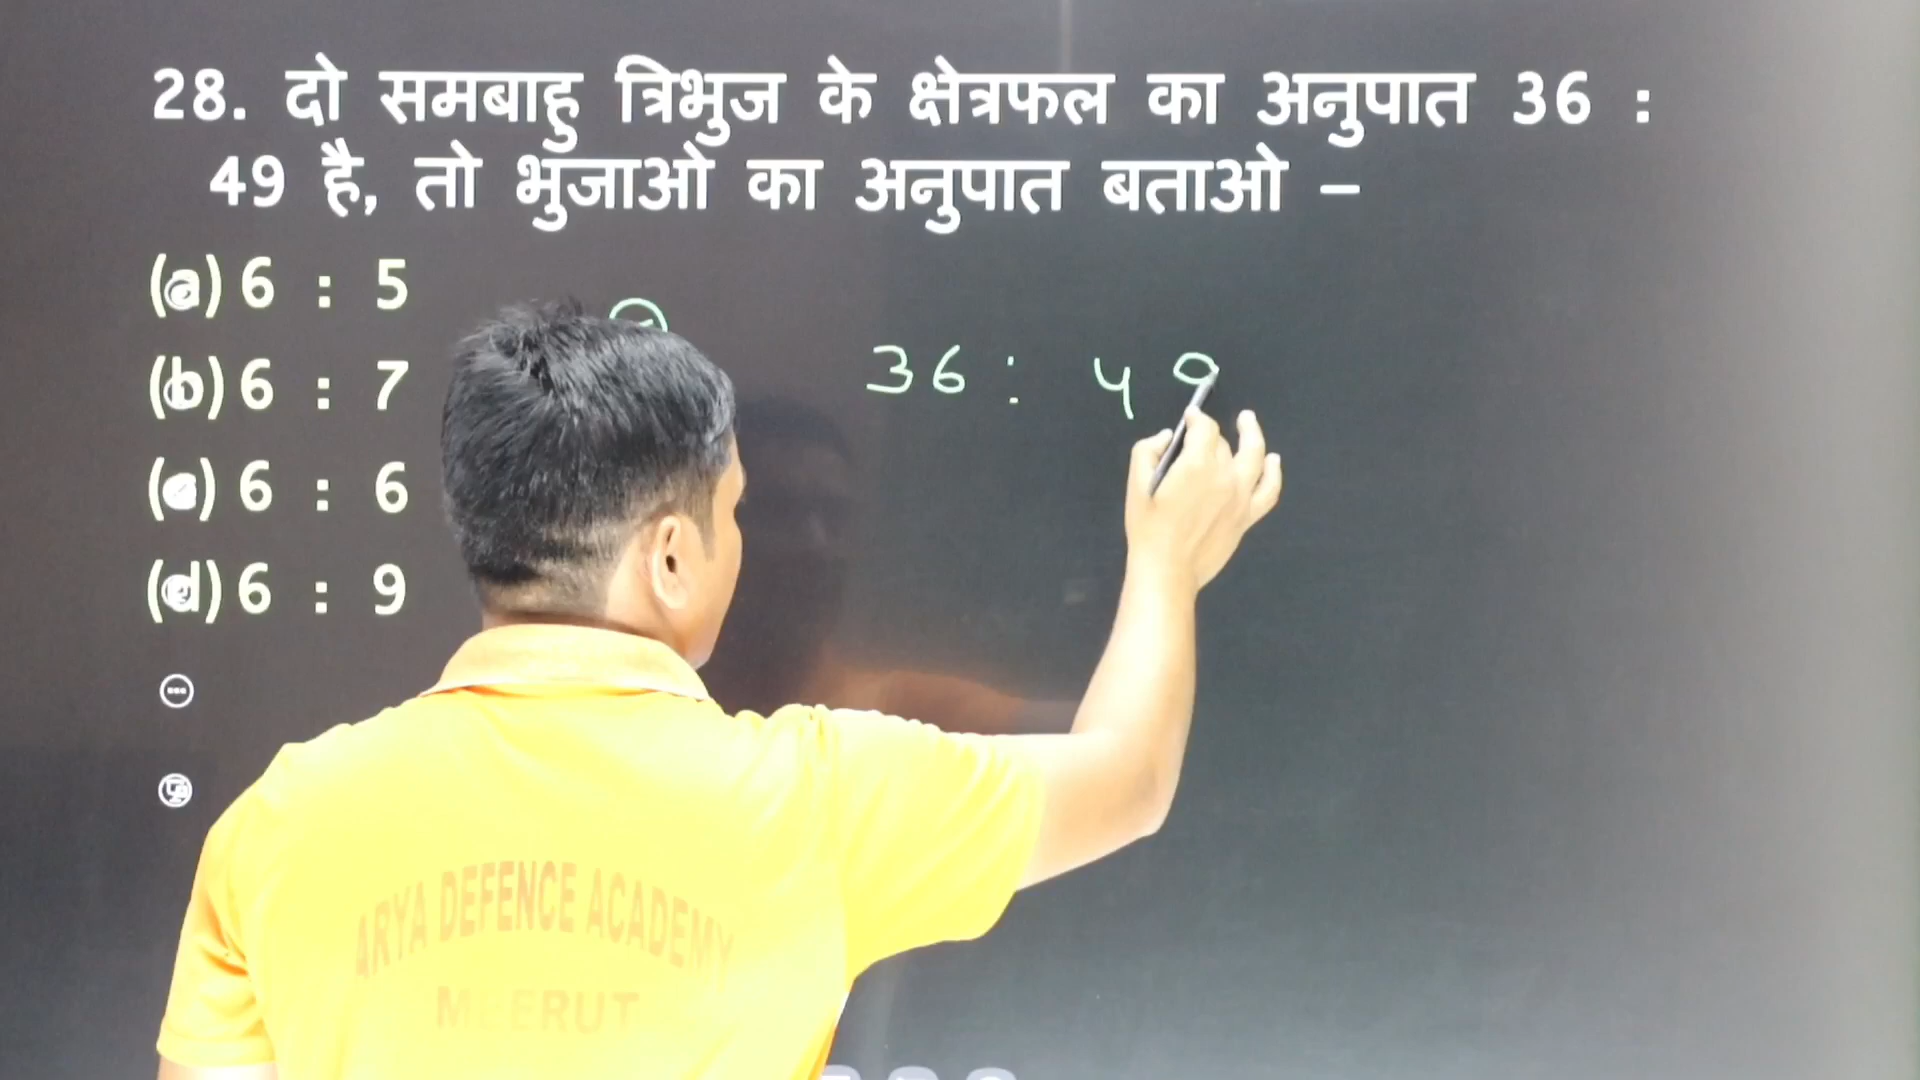 28. दो समबाहु त्रिभुज के क्षेत्रफल का अनुपात 36 :
49 है, तो भुजाओं का अनुपात बताओ –
(a) 6 : 5
(b) 6 : 7
(c) 6 : 6
(d) 6 : 9
36 : 49
ARYA DEFENCE ACADEMY
MEERUT